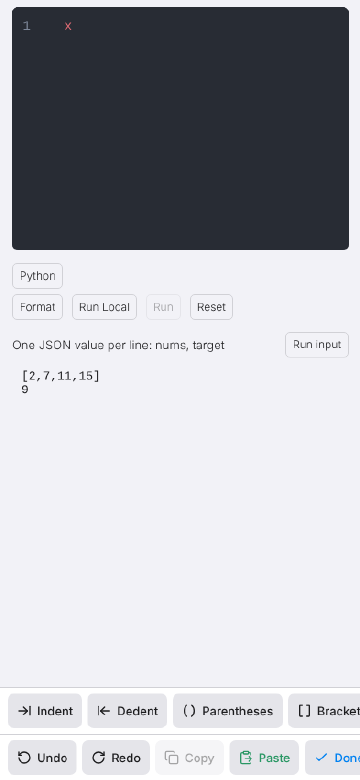 1 x
Python
Format Run Local Run Reset
One JSON value per line: nums, target Run input
[2,7,11,15]
9
Indent Dedent () Parentheses [] Bracket
Undo Redo Copy Paste Done